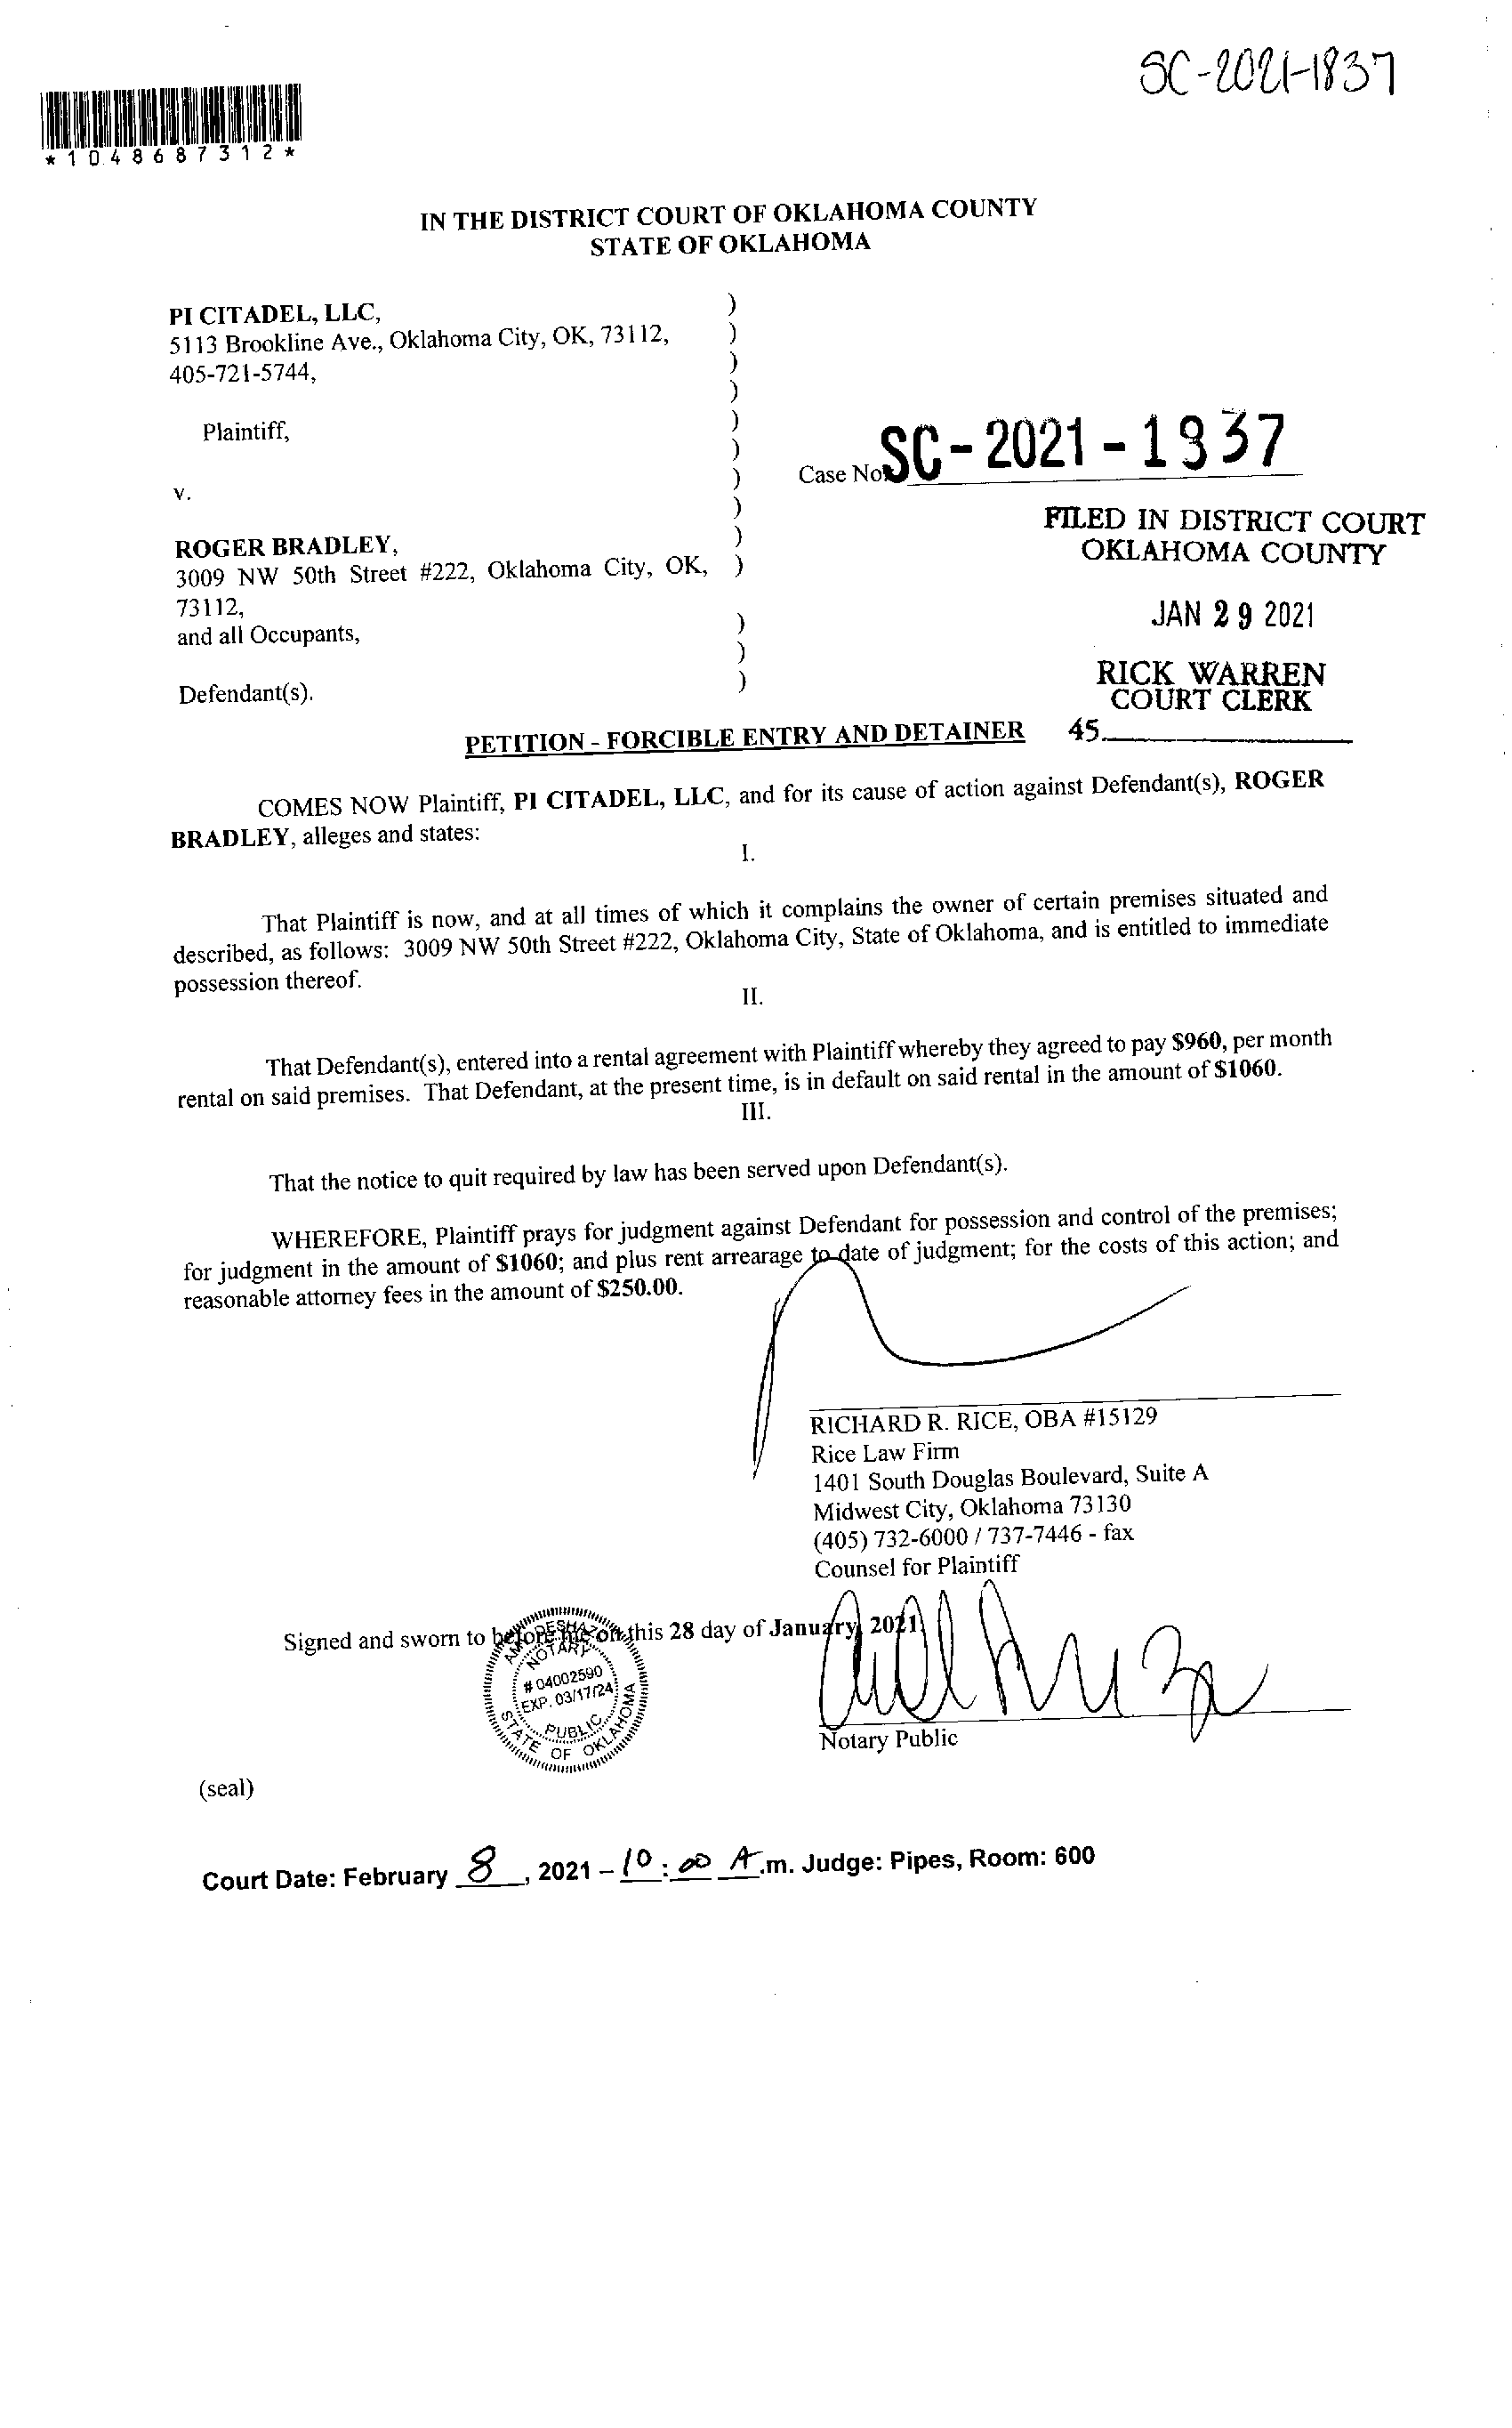 SC-2021-1837
*1048687312*
IN THE DISTRICT COURT OF OKLAHOMA COUNTY
STATE OF OKLAHOMA
PI CITADEL, LLC, )
5113 Brookline Ave., Oklahoma City, OK, 73112, )
405-721-5744, )
)
Plaintiff, )
)
Case No. SC-2021-1837
v. )
)
FILED IN DISTRICT COURT
OKLAHOMA COUNTY
ROGER BRADLEY, )
3009 NW 50th Street #222, Oklahoma City, OK, )
73112,
and all Occupants, )
)
JAN 29 2021
Defendant(s). )
RICK WARREN
COURT CLERK
45
PETITION - FORCIBLE ENTRY AND DETAINER
COMES NOW Plaintiff, PI CITADEL, LLC, and for its cause of action against Defendant(s), ROGER
BRADLEY, alleges and states:
I.
That Plaintiff is now, and at all times of which it complains the owner of certain premises situated and
described, as follows: 3009 NW 50th Street #222, Oklahoma City, State of Oklahoma, and is entitled to immediate
possession thereof.
II.
That Defendant(s), entered into a rental agreement with Plaintiff whereby they agreed to pay $960, per month
rental on said premises. That Defendant, at the present time, is in default on said rental in the amount of $1060.
III.
That the notice to quit required by law has been served upon Defendant(s).
WHEREFORE, Plaintiff prays for judgment against Defendant for possession and control of the premises;
for judgment in the amount of $1060; and plus rent arrearage to date of judgment; for the costs of this action; and
reasonable attorney fees in the amount of $250.00.
RICHARD R. RICE, OBA #15129
Rice Law Firm
1401 South Douglas Boulevard, Suite A
Midwest City, Oklahoma 73130
(405) 732-6000 / 737-7446 - fax
Counsel for Plaintiff
Signed and sworn to before me on this 28 day of January, 2021
NOTARY
# 04002590
EXP. 03/17/24
PUBLIC
STATE OF OKLAHOMA
Notary Public
(seal)
Court Date: February 8, 2021 – 10:00 A.m. Judge: Pipes, Room: 600